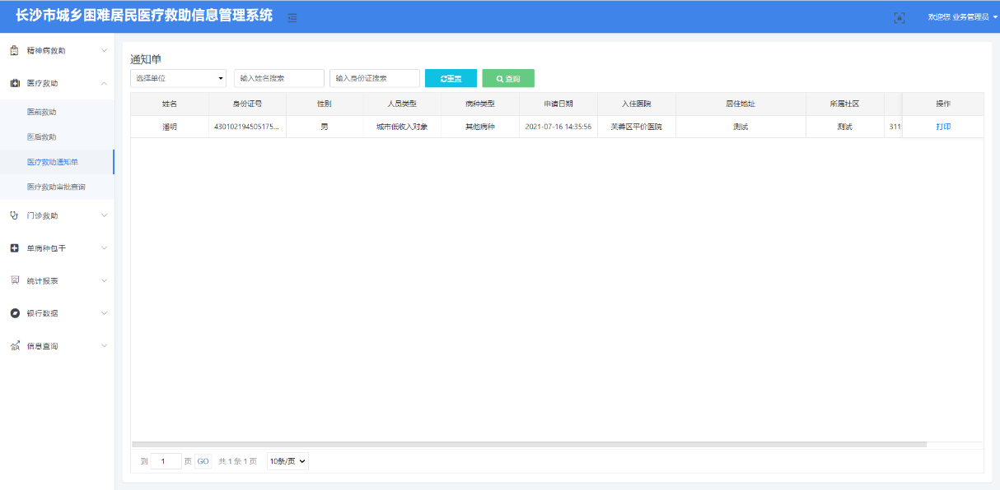 长沙市城乡困难居民医疗救助信息管理系统
欢迎您 业务管理员
精神病救助
医疗救助
医前救助
医后救助
医疗救助通知单
医疗救助审批查询
门诊救助
单病种包干
统计报表
银行数据
信息查询
通知单
选择单位 输入姓名搜索 输入身份证搜索 重置 查询
姓名 身份证号 性别 人员类型 病种类型 申请日期 入住医院 居住地址 所属社区 操作
潘明 430102194505175... 男 城市低收入对象 其他病种 2021-07-16 14:35:56 芙蓉区平价医院 测试 测试 311 打印
到 1 页 GO 共 1 条 1 页 10条/页